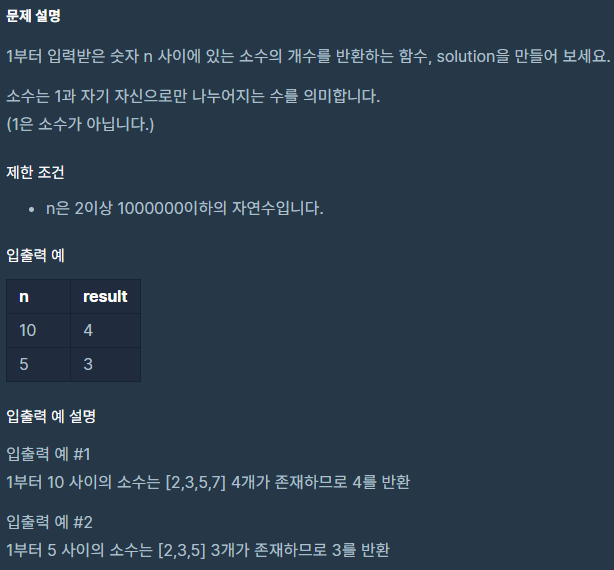 문제 설명
1부터 입력받은 숫자 n 사이에 있는 소수의 개수를 반환하는 함수, solution을 만들어 보세요.
소수는 1과 자기 자신으로만 나누어지는 수를 의미합니다.
(1은 소수가 아닙니다.)
제한 조건
• n은 2이상 1000000이하의 자연수입니다.
입출력 예
n result
10 4
5 3
입출력 예 설명
입출력 예 #1
1부터 10 사이의 소수는 [2,3,5,7] 4개가 존재하므로 4를 반환
입출력 예 #2
1부터 5 사이의 소수는 [2,3,5] 3개가 존재하므로 3를 반환